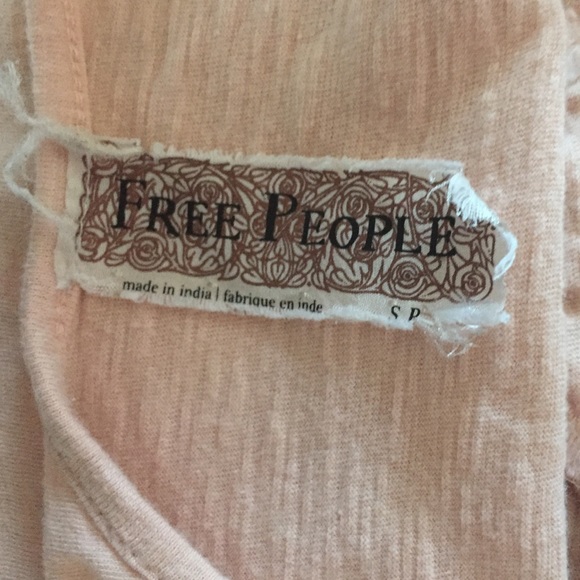 FREE PEOPLE
made in india | fabrique en inde
S P